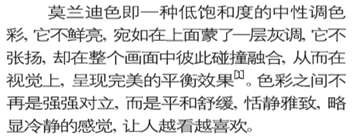 莫兰迪色即一种低饱和度的中性调色
彩,它不鲜亮,宛如在上面蒙了一层灰调,它不
张扬,却在整个画面中彼此碰撞融合,从而在
视觉上,呈现完美的平衡效果[1]。色彩之间不
再是强强对立,而是平和舒缓,恬静雅致,略
显冷静的感觉,让人越看越喜欢。